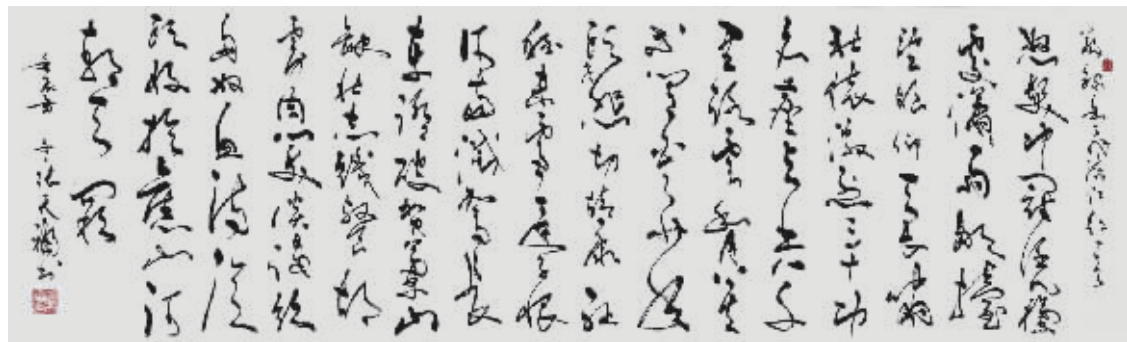 怒髮冲冠凭栏
处潇潇雨歇抬
望眼仰天长啸
壮怀激烈三十功
名尘与土八千
里路云和月莫
等闲白了少年
头空悲切靖康耻
犹未雪臣子恨
何时灭驾长
车踏破贺兰山
缺壮志饥餐胡
虏肉笑谈渴饮
匈奴血待从
头收拾旧山河
朝天阙